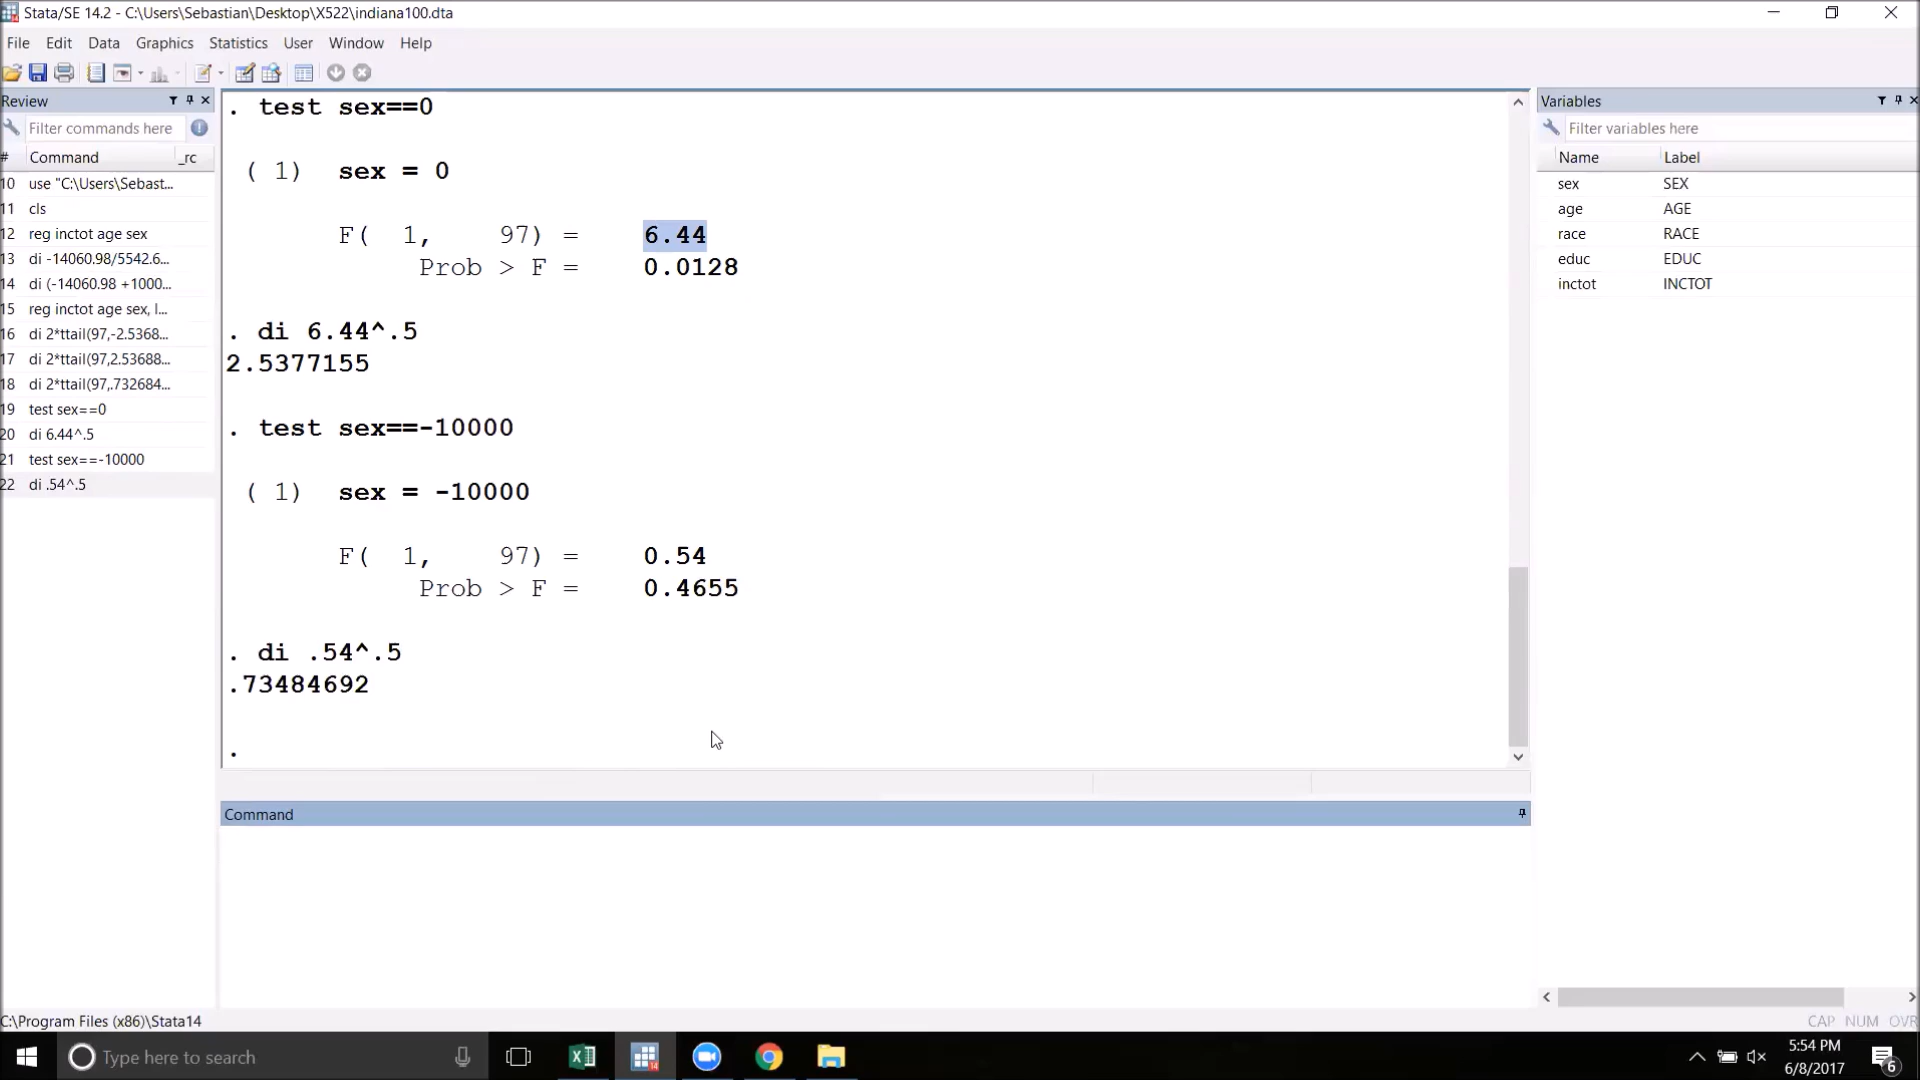 Stata/SE 14.2 - C:\Users\Sebastian\Desktop\X522\indiana100.dta
File Edit Data Graphics Statistics User Window Help
Review
Filter commands here
# Command _rc
10 use "C:\Users\Sebast...
11 cls
12 reg inctot age sex
13 di -14060.98/5542.6...
14 di (-14060.98 +1000...
15 reg inctot age sex, l...
16 di 2*ttail(97,-2.5368...
17 di 2*ttail(97,2.53688...
18 di 2*ttail(97,.732684...
19 test sex==0
20 di 6.44^.5
21 test sex==-10000
22 di .54^.5
. test sex==0
( 1) sex = 0
F( 1, 97) = 6.44
Prob > F = 0.0128
. di 6.44^.5
2.5377155
. test sex==-10000
( 1) sex = -10000
F( 1, 97) = 0.54
Prob > F = 0.4655
. di .54^.5
.73484692
.
Command
Variables
Filter variables here
Name Label
sex SEX
age AGE
race RACE
educ EDUC
inctot INCTOT
C:\Program Files (x86)\Stata14
CAP NUM OVR
Type here to search
14
5:54 PM
6/8/2017
6